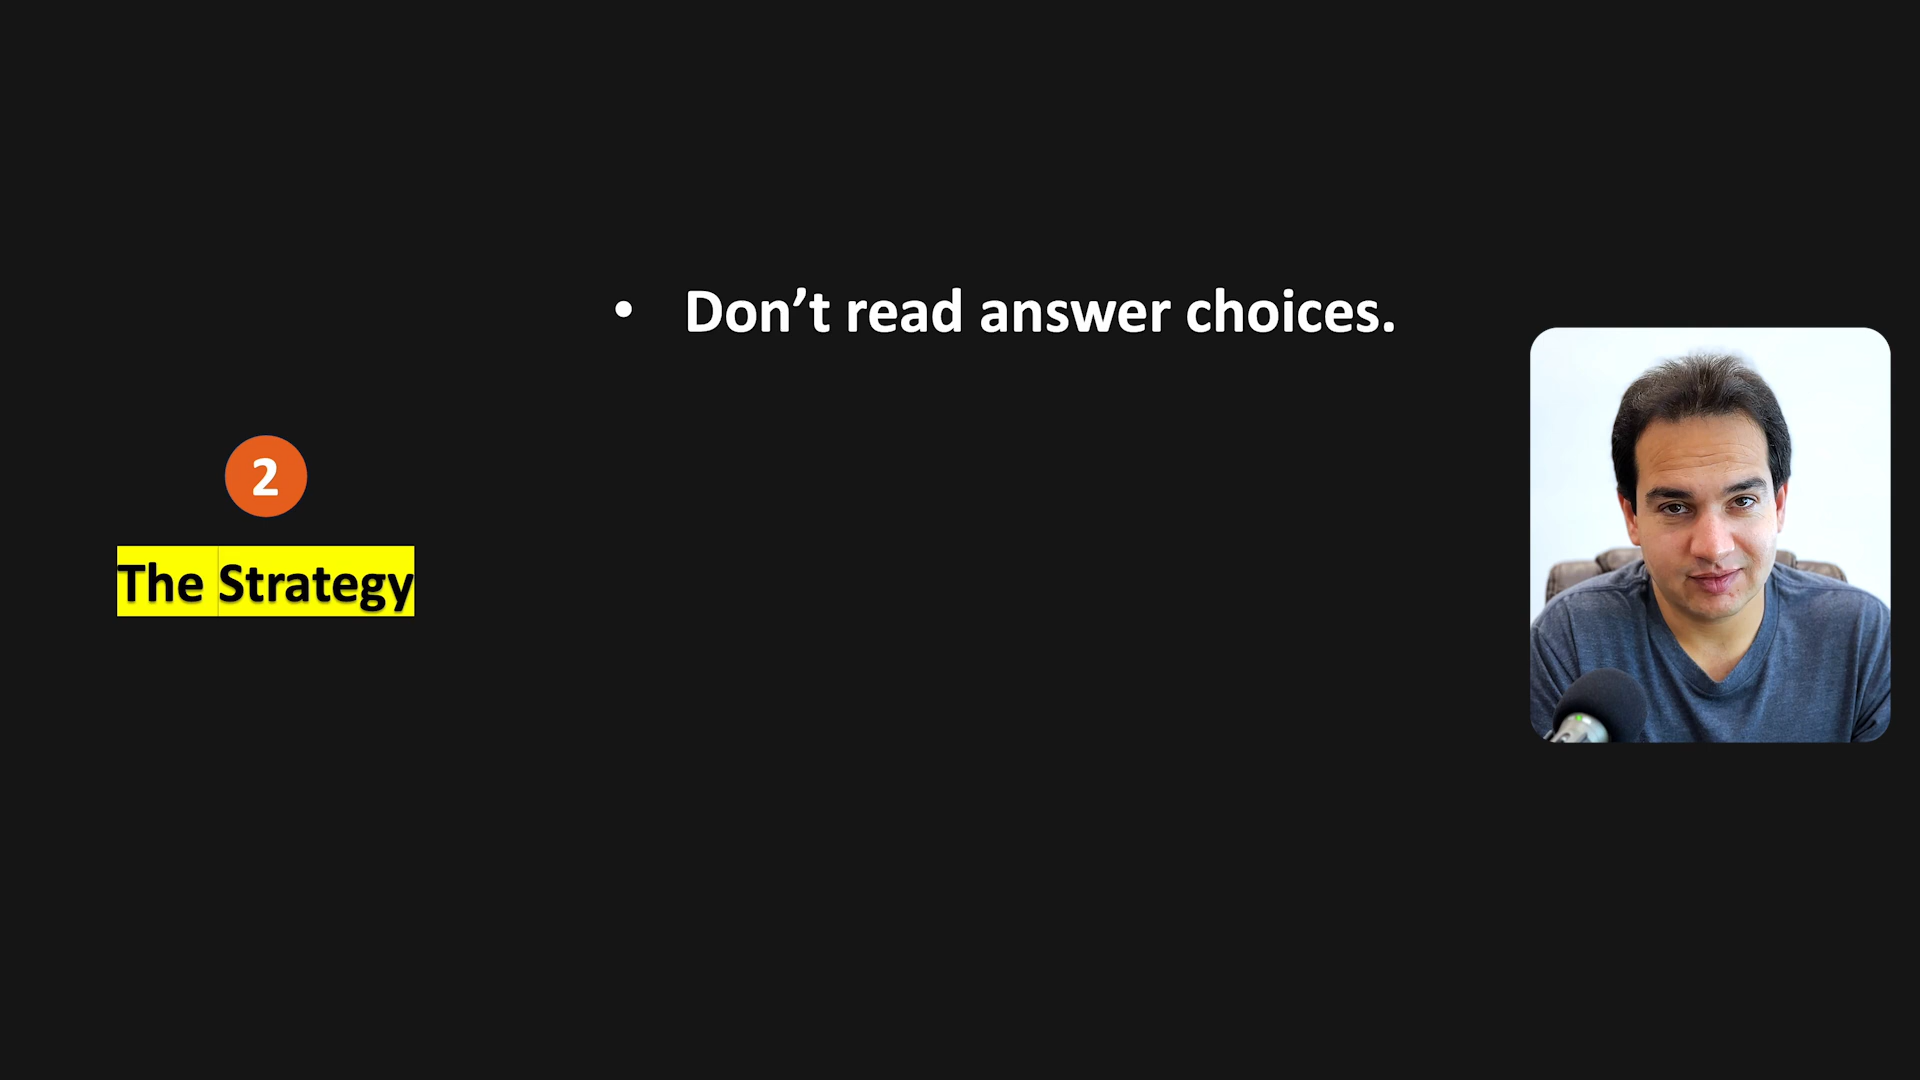 • Don’t read answer choices.
2
The Strategy